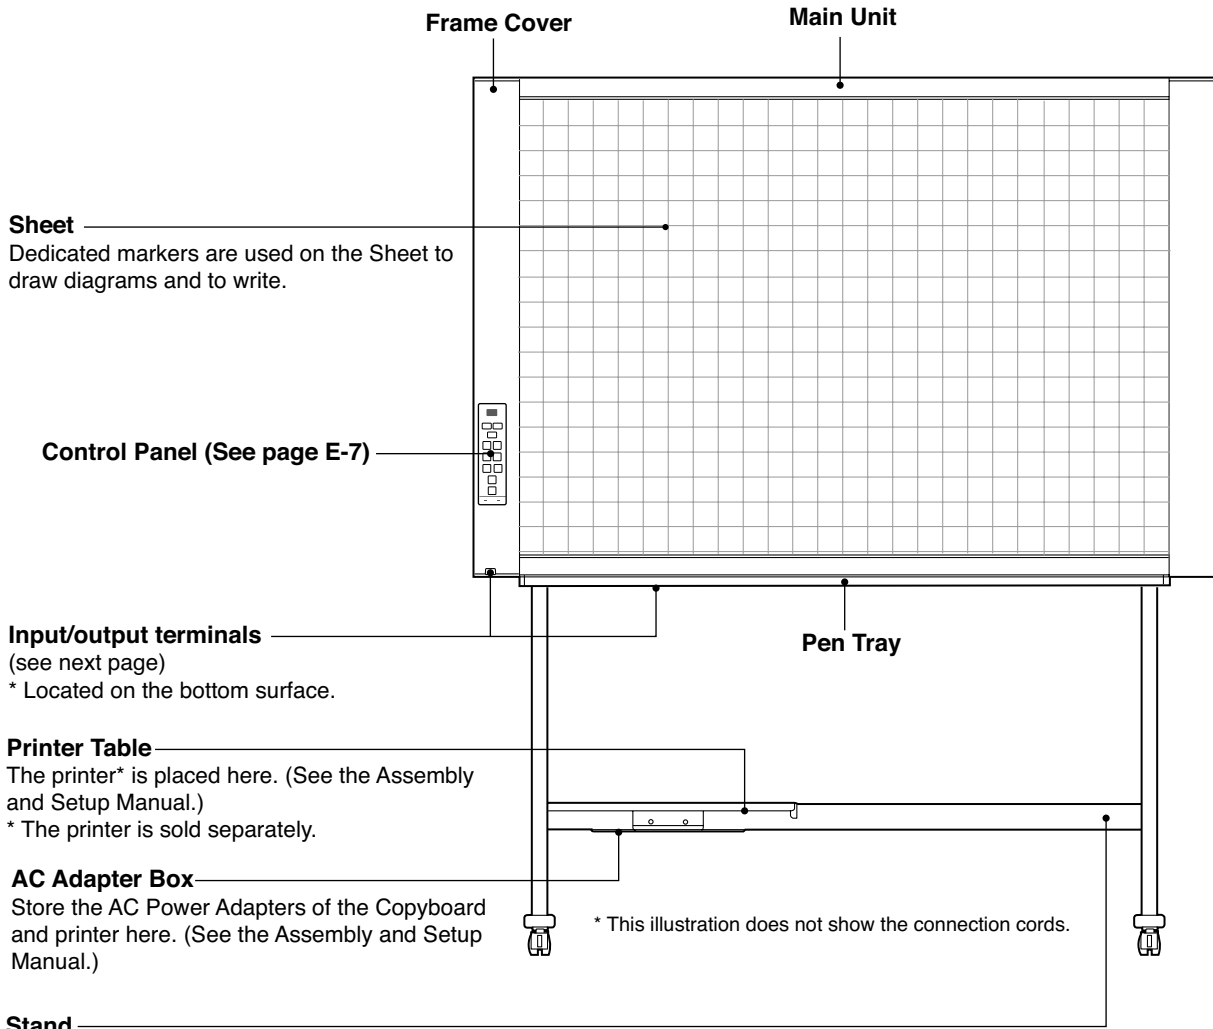 Frame Cover
Main Unit
Sheet
Dedicated markers are used on the Sheet to
draw diagrams and to write.
Control Panel (See page E-7)
Input/output terminals
(see next page)
* Located on the bottom surface.
Pen Tray
Printer Table
The printer* is placed here. (See the Assembly
and Setup Manual.)
* The printer is sold separately.
AC Adapter Box
Store the AC Power Adapters of the Copyboard
and printer here. (See the Assembly and Setup
Manual.)
* This illustration does not show the connection cords.
Stand